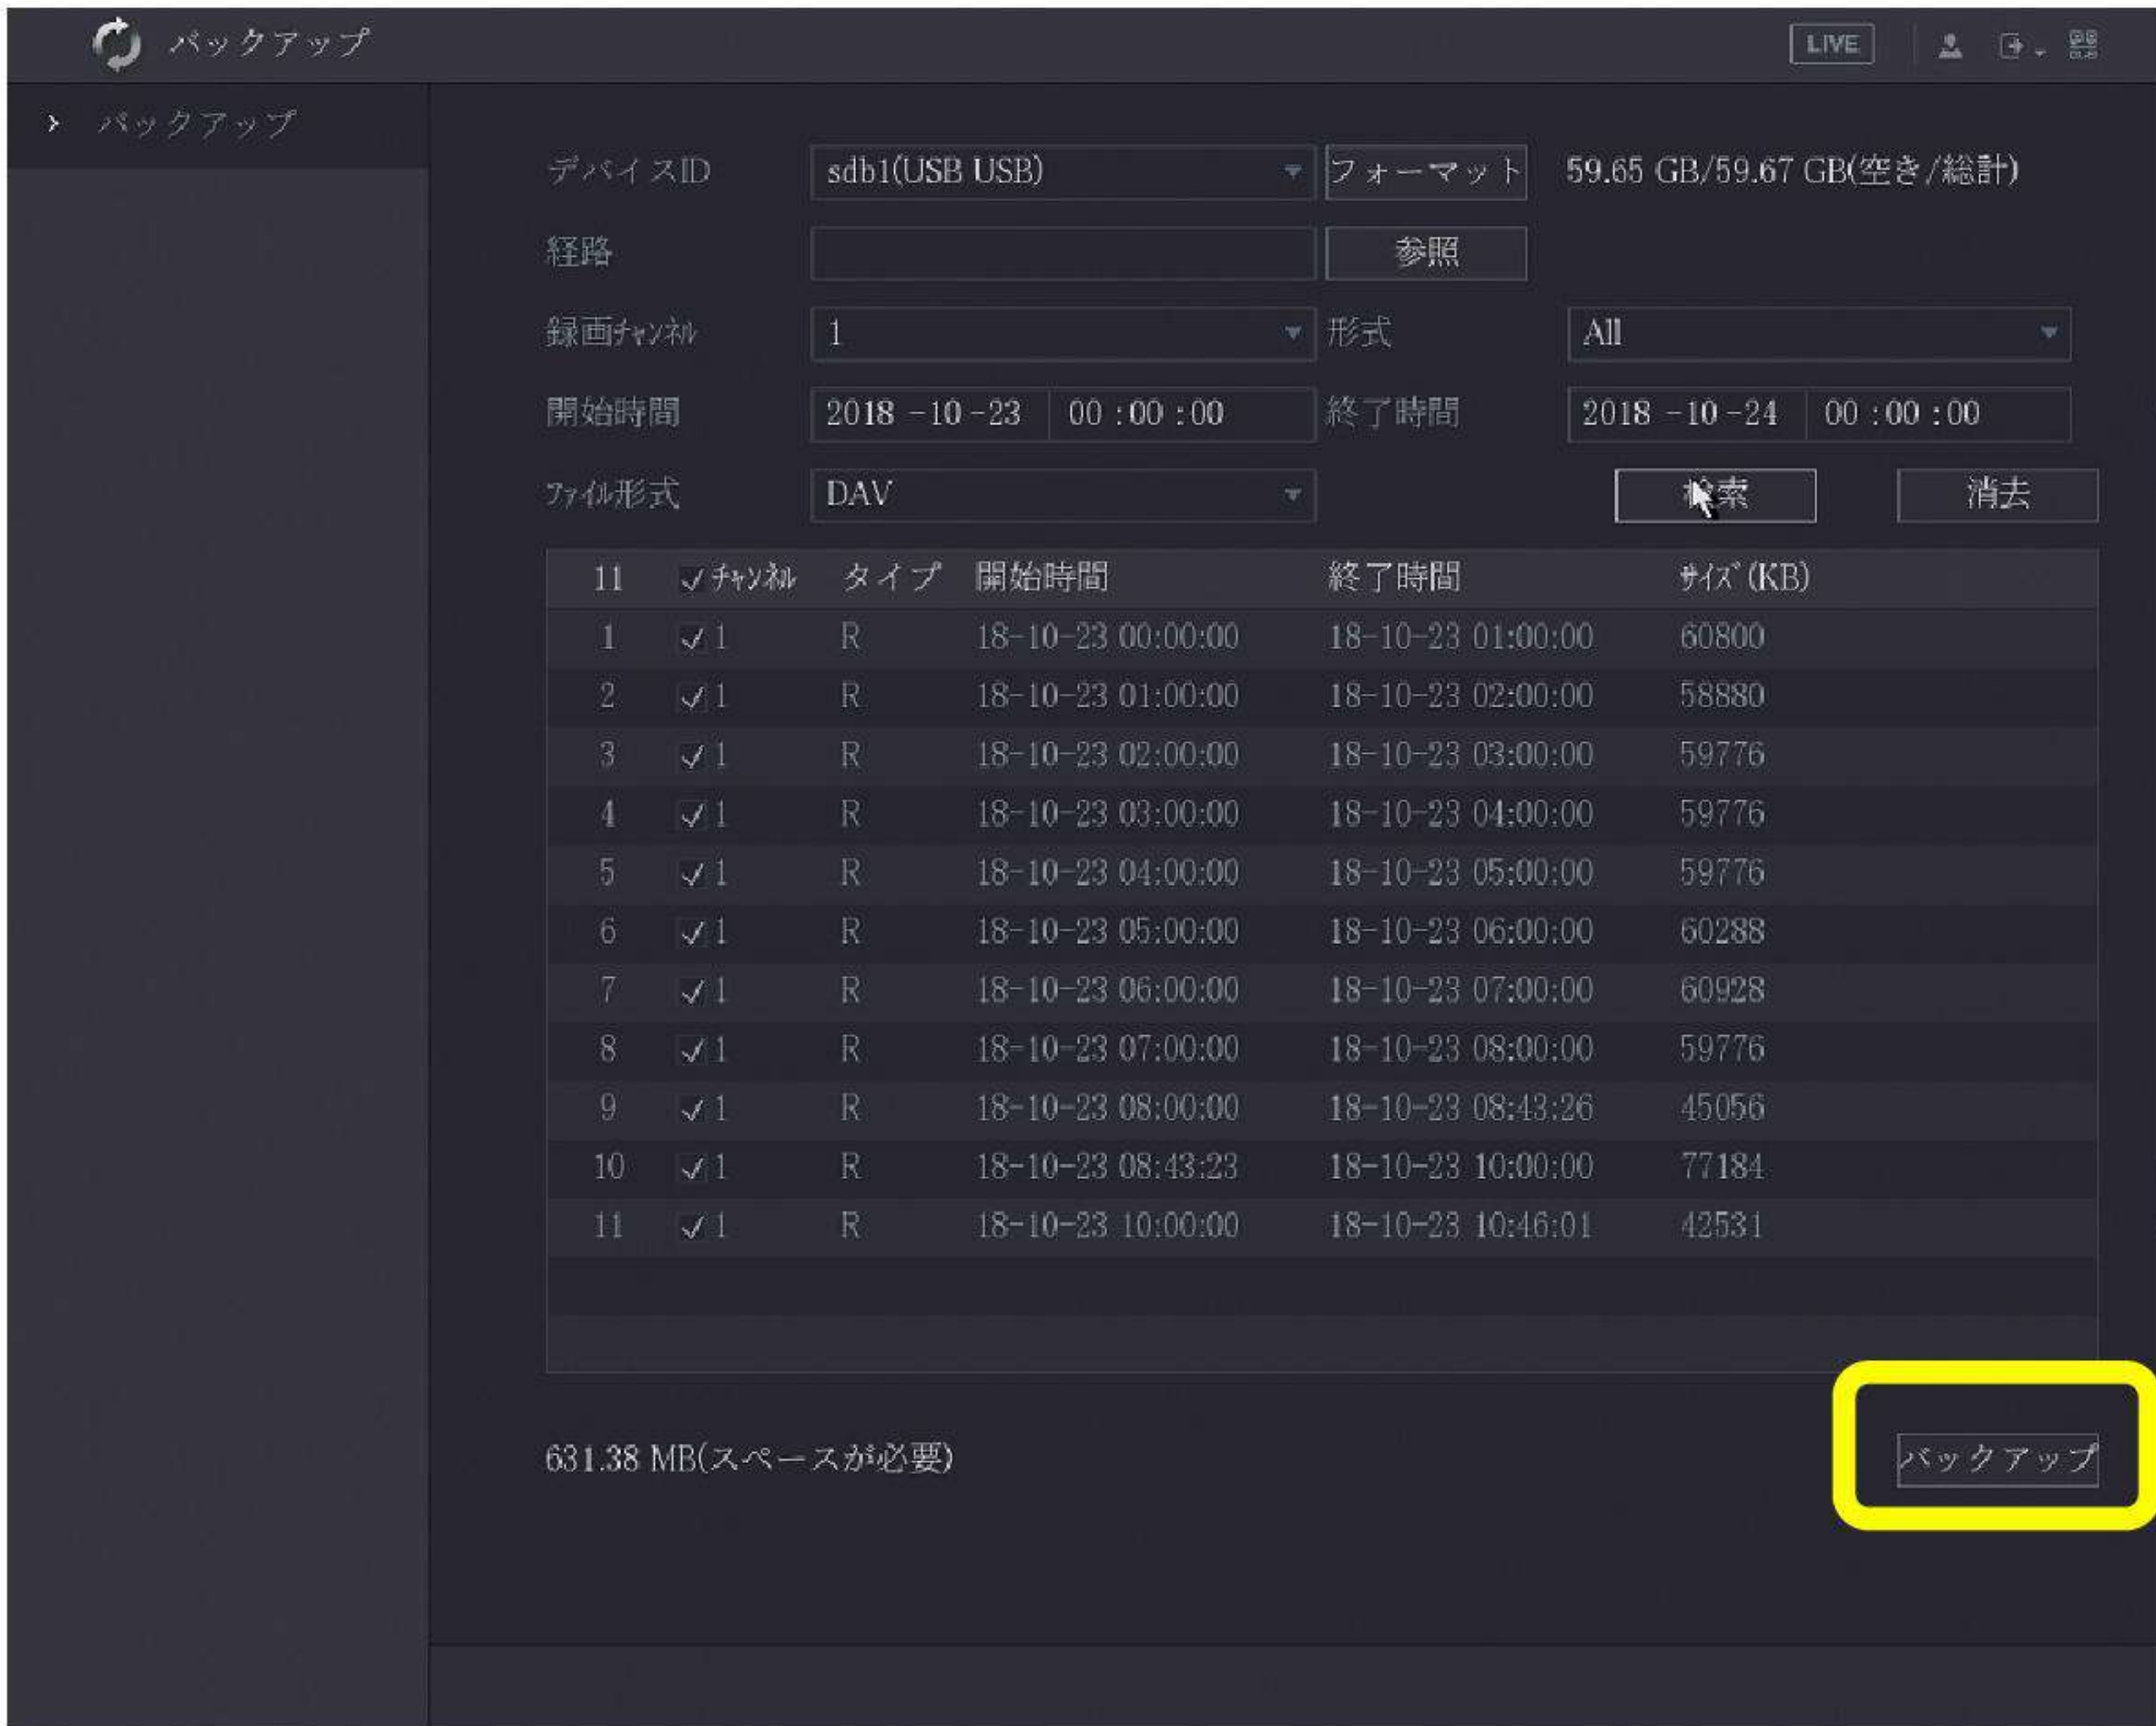 バックアップ LIVE
バックアップ
デバイスID sdb1(USB USB) フォーマット 59.65 GB/59.67 GB(空き/総計)
経路 参照
録画ﾁｬﾝﾈﾙ 1 形式 All
開始時間 2018 -10 -23 00 :00 :00 終了時間 2018 -10 -24 00 :00 :00
ﾌｧｲﾙ形式 DAV 検索 消去
11 ﾁｬﾝﾈﾙ タイプ 開始時間 終了時間 ｻｲｽﾞ(KB)
1 1 R 18-10-23 00:00:00 18-10-23 01:00:00 60800
2 1 R 18-10-23 01:00:00 18-10-23 02:00:00 58880
3 1 R 18-10-23 02:00:00 18-10-23 03:00:00 59776
4 1 R 18-10-23 03:00:00 18-10-23 04:00:00 59776
5 1 R 18-10-23 04:00:00 18-10-23 05:00:00 59776
6 1 R 18-10-23 05:00:00 18-10-23 06:00:00 60288
7 1 R 18-10-23 06:00:00 18-10-23 07:00:00 60928
8 1 R 18-10-23 07:00:00 18-10-23 08:00:00 59776
9 1 R 18-10-23 08:00:00 18-10-23 08:43:26 45056
10 1 R 18-10-23 08:43:23 18-10-23 10:00:00 77184
11 1 R 18-10-23 10:00:00 18-10-23 10:46:01 42531
631.38 MB(スペースが必要) バックアップ